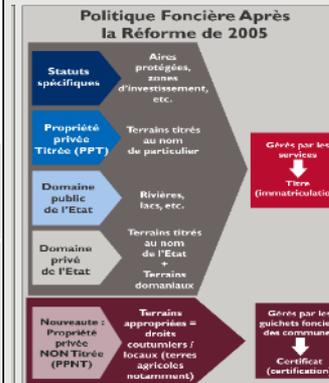 Politique Foncière Après
la Réforme de 2005
Statuts
spécifiques
Aires
protégées,
zones
d'investissement,
etc.
Propriété
privée
Titrée (PPT)
Terrains titrés
au nom
de particulier
Domaine
public
de l'Etat
Rivières,
lacs, etc.
Domaine
privé
de l'Etat
Terrains titrés
au nom
de l'Etat
+
Terrains
domaniaux
Gérés par les
services
Titre
(immatriculatio
Nouveaute :
Propriété
privée
NON Titrée
(PPNT)
Terrains
appropriées =
droits
coutumiers /
locaux (terres
agricoles
notamment)
Gérés par les
guichets foncie
des commune
Certificat
(certification